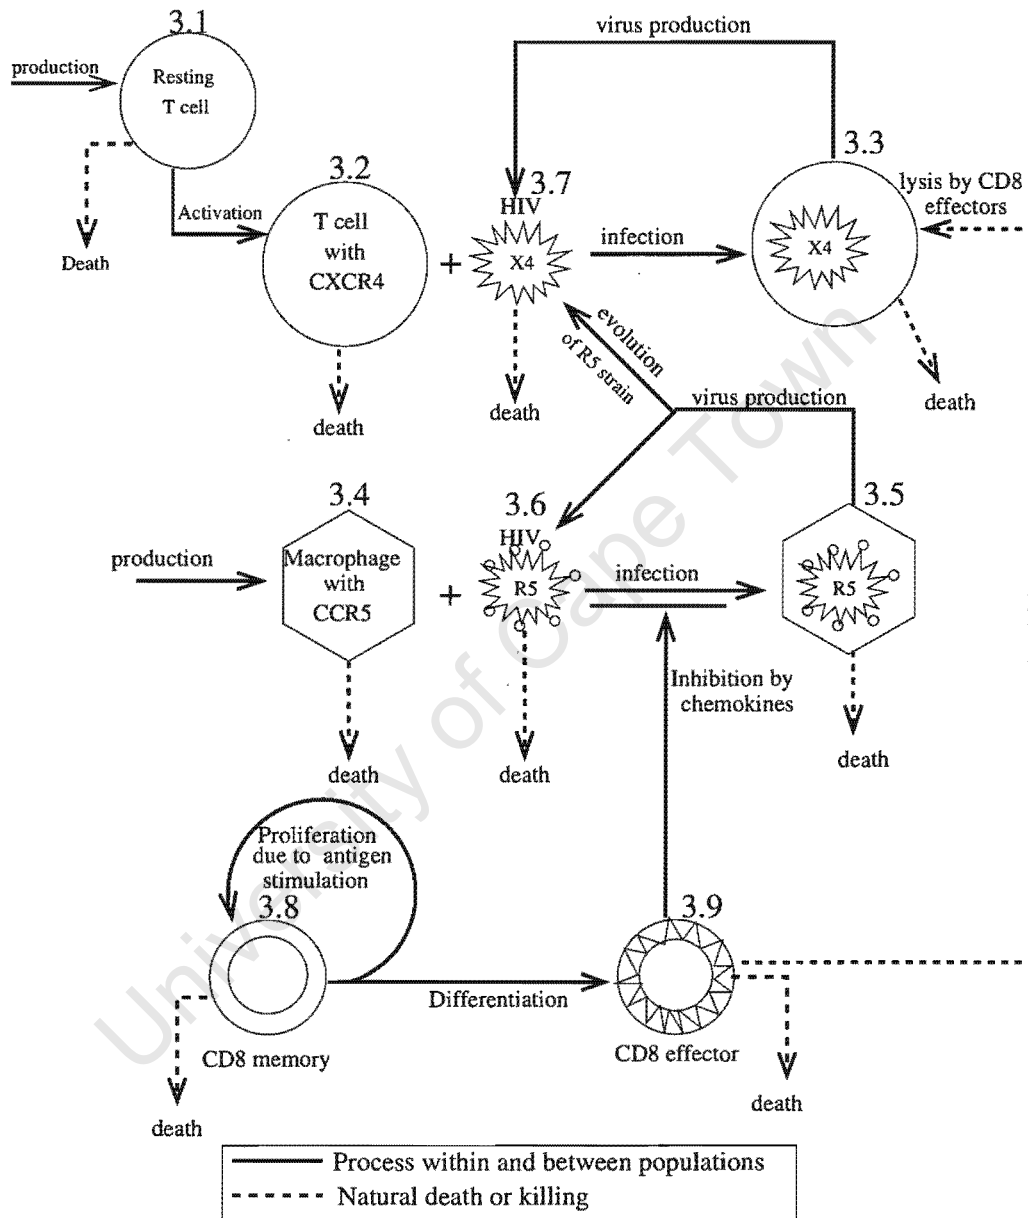 3.1
production
Resting
T cell
Death
Activation
3.2
T cell
with
CXCR4
death
+
virus production
3.7
HIV
X4
death
infection
3.3
X4
lysis by CD8
effectors
death
evolution
of R5 strain
virus production
3.4
production
Macrophage
with
CCR5
death
+
3.6
HIV
R5
death
infection
3.5
R5
death
Inhibition by
chemokines
Proliferation
due to antigen
stimulation
3.8
CD8 memory
death
Differentiation
3.9
CD8 effector
death
Process within and between populations
Natural death or killing
University of Cape Town